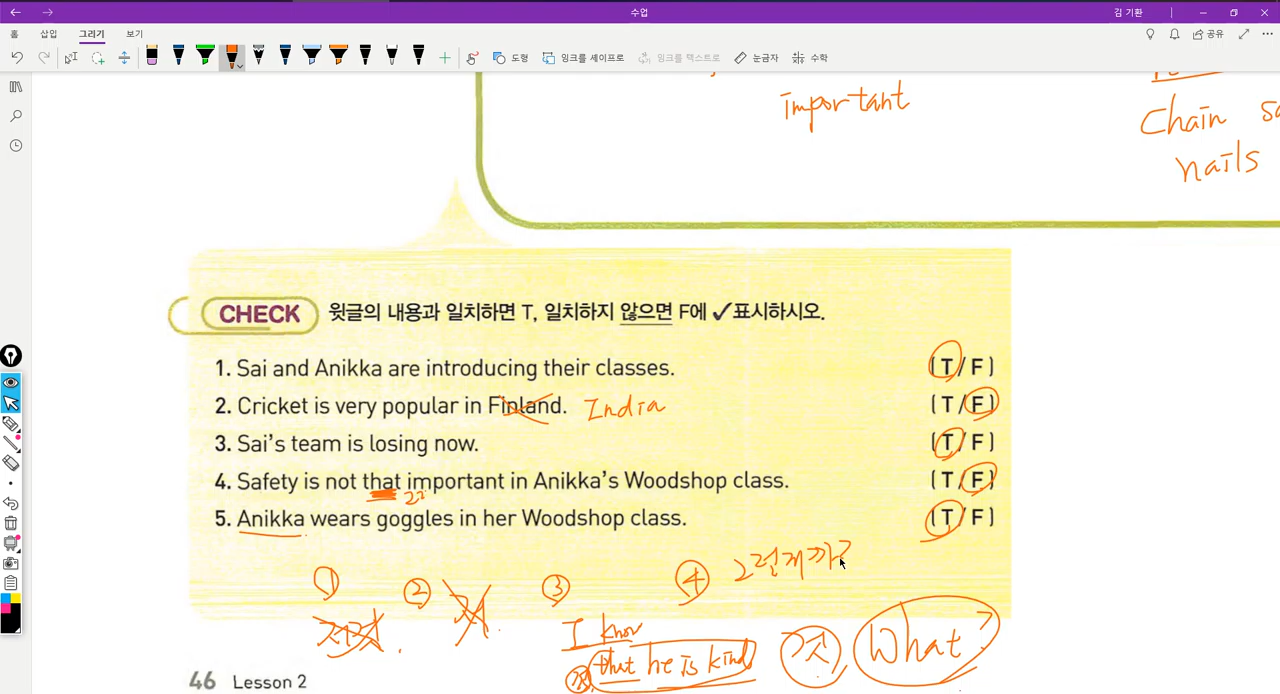 수업
김 기환
홈 삽입 그리기 보기
공유
도형 잉크를 셰이프로 잉크를 텍스트로 눈금자 수학
important
Chain
nails
CHECK 윗글의 내용과 일치하면 T, 일치하지 않으면 F에 ✓표시하시오.
1. Sai and Anikka are introducing their classes. (T/F)
2. Cricket is very popular in Finland. India (T/F)
3. Sai's team is losing now. (T/F)
4. Safety is not that important in Anikka's Woodshop class. (T/F)
5. Anikka wears goggles in her Woodshop class. (T/F)
① ② ③ ④ 그렇게까?
I know
that he is kind 것 What?
46 Lesson 2